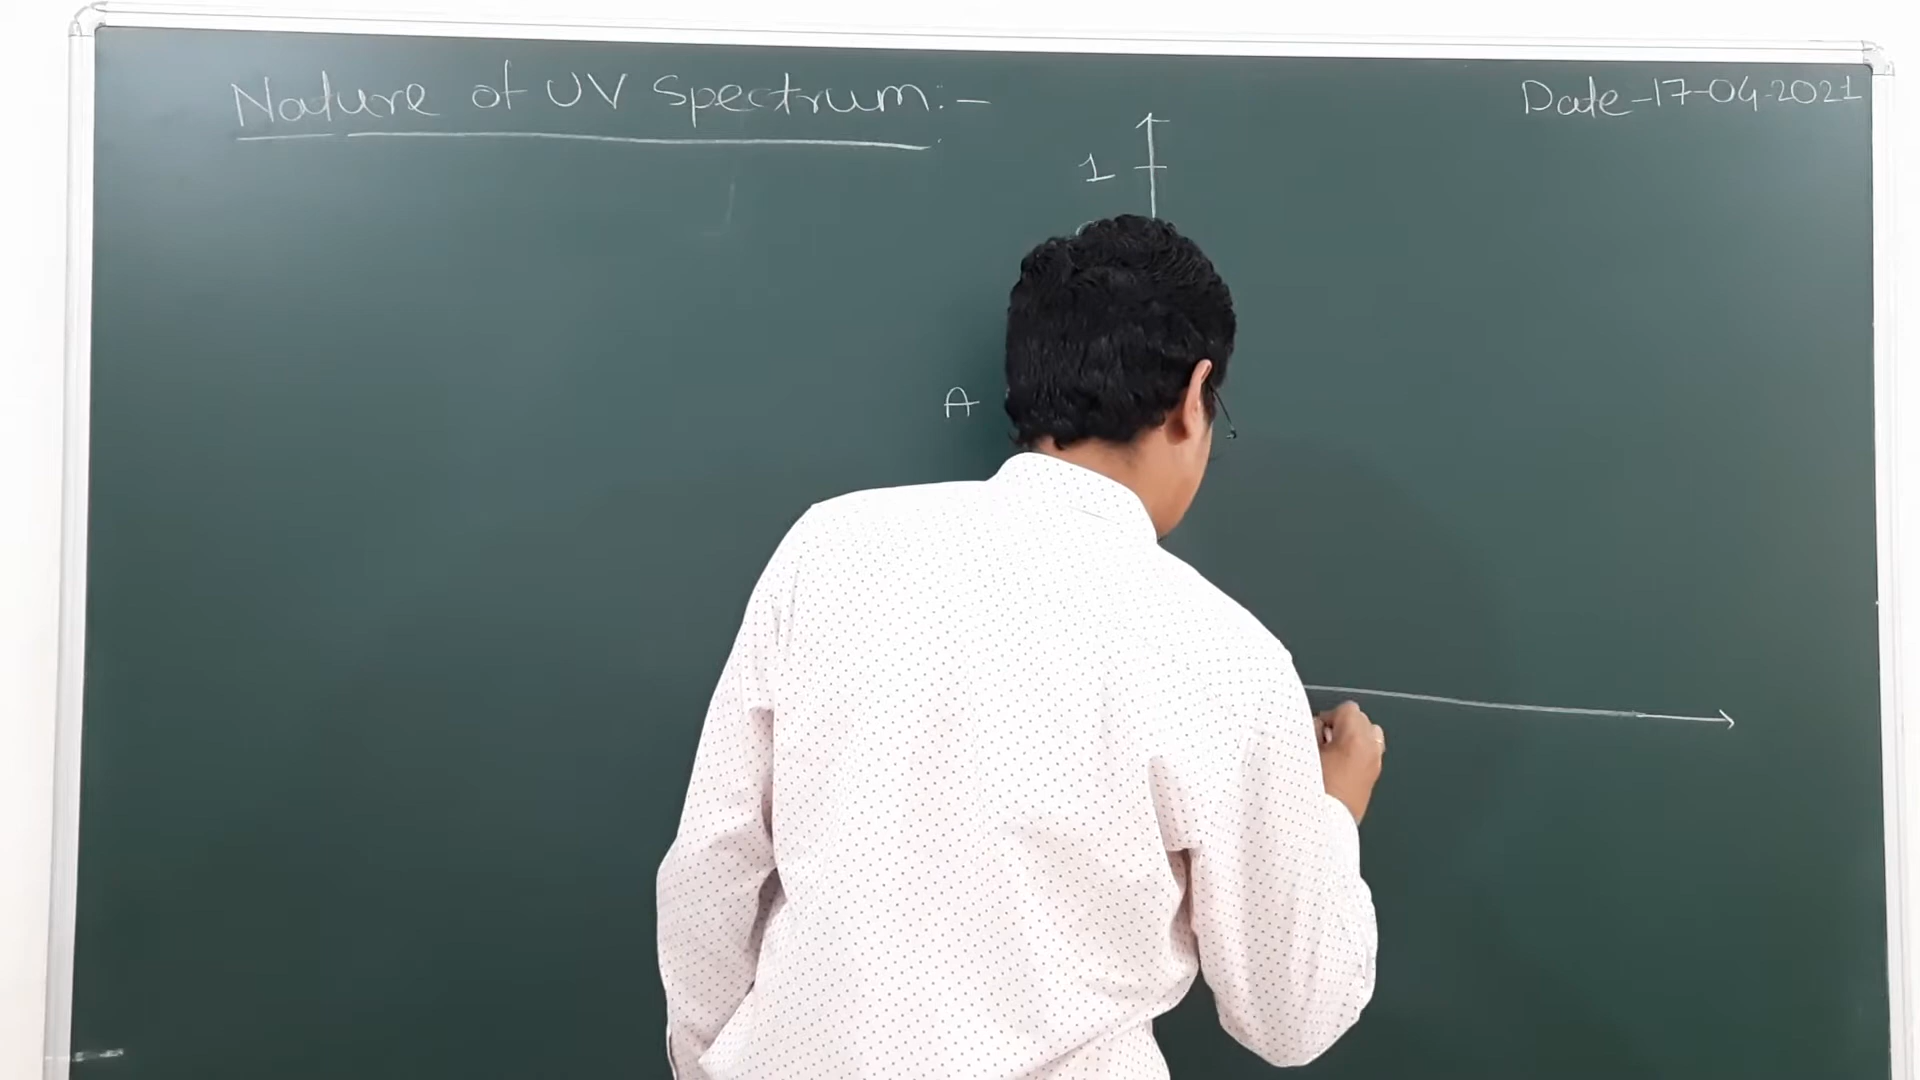 Nature of UV Spectrum:-
Date-17-04-2021
1
A